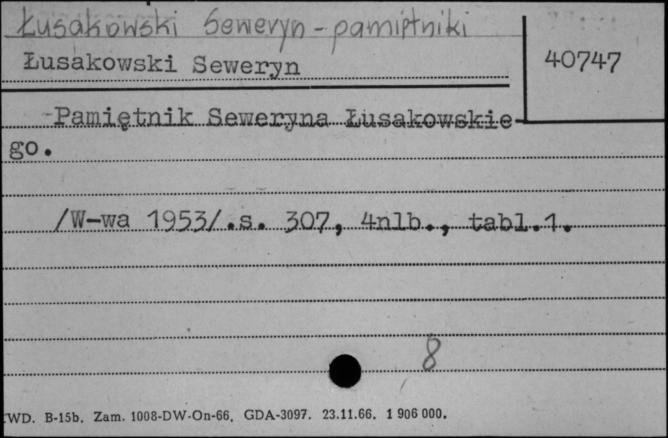 Łusakowski Seweryn - pamiętniki
Łusakowski Seweryn
40747
Pamiętnik Seweryna Łusakowskie-
go.
/W-wa 1953/.s. 307, 4nlb., tabl.1.
8
WD. B-15b. Zam. 1008-DW-On-66. GDA-3097. 23.11.66. 1 906 000.